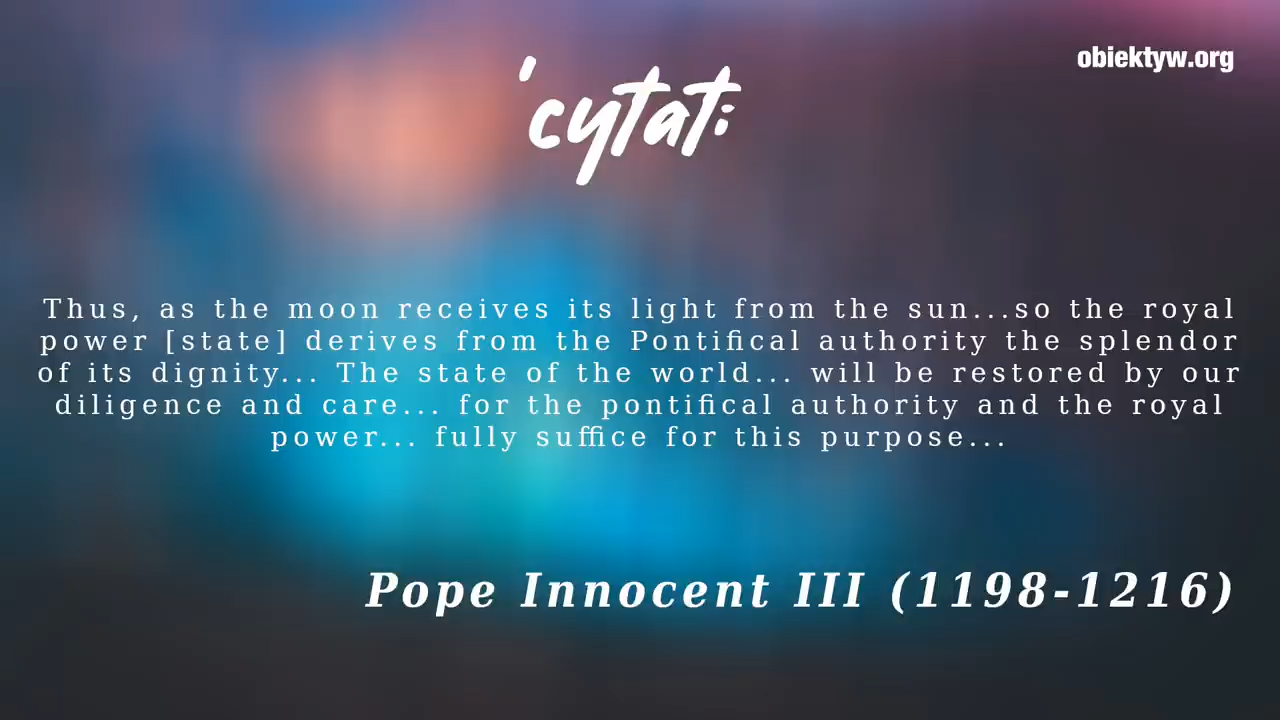 obiektyw.org
'cytat:
Thus, as the moon receives its light from the sun...so the royal
power [state] derives from the Pontifical authority the splendor
of its dignity... The state of the world... will be restored by our
diligence and care... for the pontifical authority and the royal
power... fully suffice for this purpose...
Pope Innocent III (1198-1216)